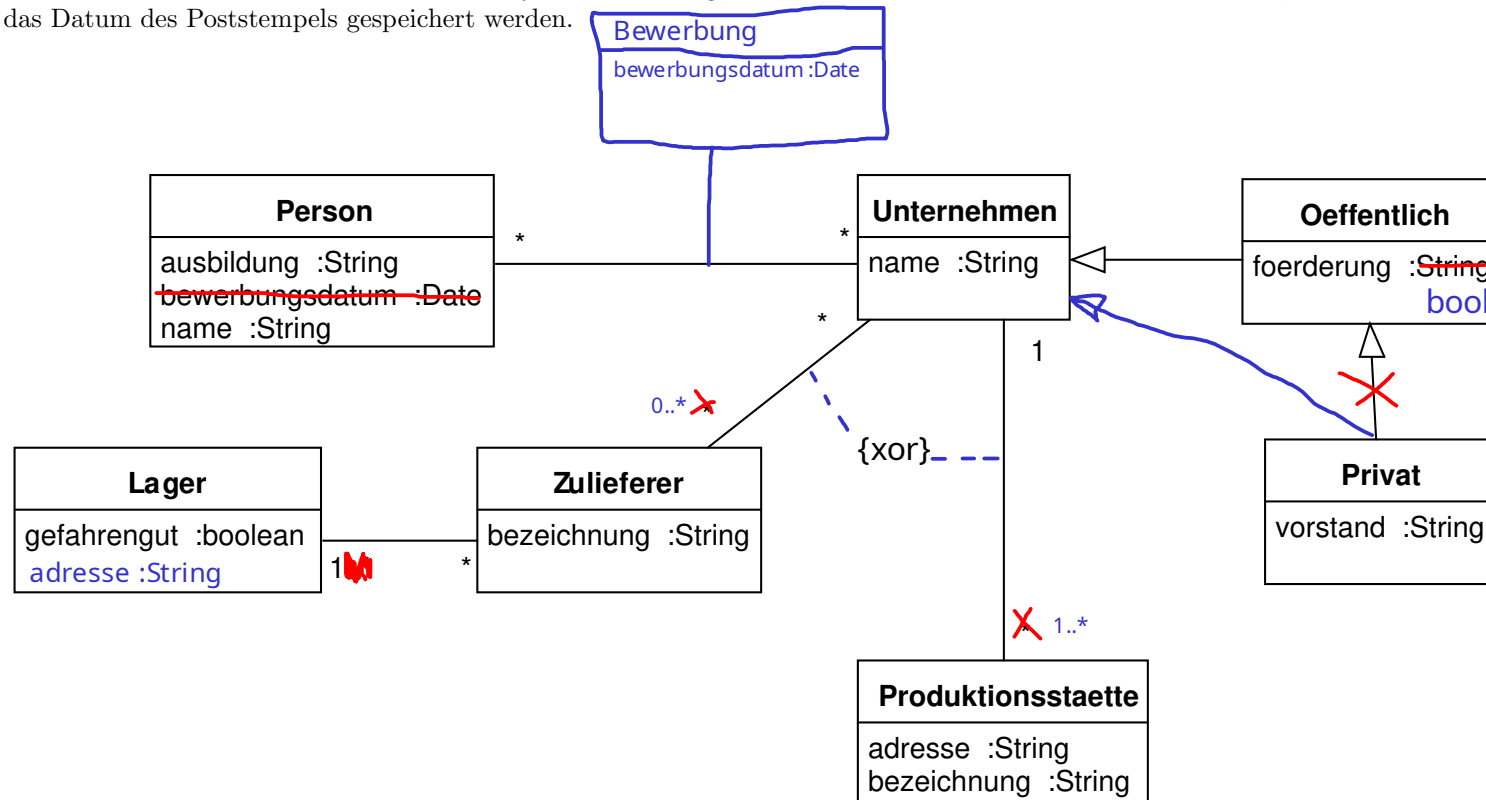 das Datum des Poststempels gespeichert werden.
Bewerbung
bewerbungsdatum :Date
Person
ausbildung :String
bewerbungsdatum :Date
name :String
*
*
Unternehmen
name :String
Oeffentlich
foerderung :String
bool
*
1
0..* *
{xor}
Lager
gefahrengut :boolean
adresse :String
1
*
Zulieferer
bezeichnung :String
Privat
vorstand :String
* 1..*
Produktionsstaette
adresse :String
bezeichnung :String